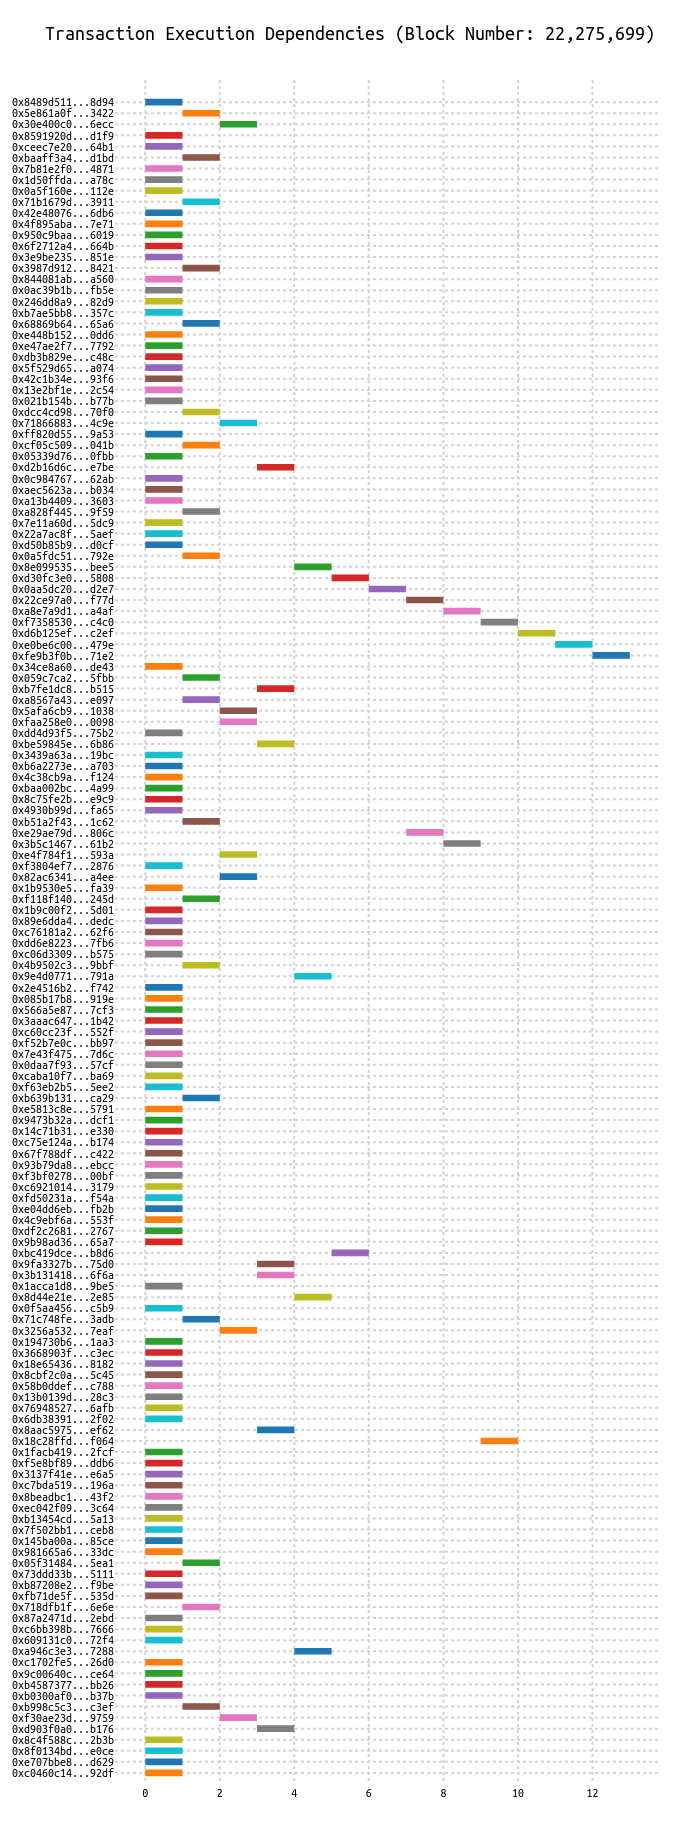 Transaction Execution Dependencies (Block Number: 22,275,699)
0x8489d511...8d94
0x5e861a0f...3422
0x30e400c0...6ecc
0x8591920d...d1f9
0xceec7e20...64b1
0xbaaff3a4...d1bd
0x7b81e2f0...4871
0x1d50ffda...a78c
0x0a5f160e...112e
0x71b1679d...3911
0x42e48076...6db6
0x4f895aba...7e71
0x950c9baa...6019
0x6f2712a4...664b
0x3e9be235...851e
0x3987d912...8421
0x844081ab...a560
0x0ac39b1b...fb5e
0x246dd8a9...82d9
0xb7ae5bb8...357c
0x68869b64...65a6
0xe448b152...0dd6
0xe47ae2f7...7792
0xdb3b829e...c48c
0x5f529d65...a074
0x42c1b34e...93f6
0x13e2bf1e...2c54
0x021b154b...b77b
0xdcc4cd98...70f0
0x71866883...4c9e
0xff820d55...9a53
0xcf05c509...041b
0x05339d76...0fbb
0xd2b16d6c...e7be
0x0c984767...62ab
0xaec5623a...b034
0xa13b4409...3603
0xa828f445...9f59
0x7e11a60d...5dc9
0x22a7ac8f...5aef
0xd50b85b9...d0cf
0x0a5fdc51...792e
0x8e099535...bee5
0xd30fc3e0...5808
0x0aa5dc20...d2e7
0x22ce97a0...f77d
0xa8e7a9d1...a4af
0xf7358530...c4c0
0xd6b125ef...c2ef
0xe0be6c00...479e
0xfe9b3f0b...71e2
0x34ce8a60...de43
0x059c7ca2...5fbb
0xb7fe1dc8...b515
0xa8567a43...e097
0x5afa6cb9...1038
0xfaa258e0...0098
0xdd4d93f5...75b2
0xbe59845e...6b86
0x3439a63a...19bc
0xb6a2273e...a703
0x4c38cb9a...f124
0xbaa002bc...4a99
0x8c75fe2b...e9c9
0x4930b99d...fa65
0xb51a2f43...1c62
0xe29ae79d...806c
0x3b5c1467...61b2
0xe4f784f1...593a
0xf3804ef7...2876
0x82ac6341...a4ee
0x1b9530e5...fa39
0xf118f140...245d
0x1b9c00f2...5d01
0x89e6dda4...dedc
0xc76181a2...62f6
0xdd6e8223...7fb6
0xc06d3309...b575
0x4b9502c3...9bbf
0x9e4d0771...791a
0x2e4516b2...f742
0x085b17b8...919e
0x566a5e87...7cf3
0x3aaac647...1b42
0xc60cc23f...552f
0xf52b7e0c...bb97
0x7e43f475...7d6c
0x0daa7f93...57cf
0xcaba10f7...ba69
0xf63eb2b5...5ee2
0xb639b131...ca29
0xe5813c8e...5791
0x9473b32a...dcf1
0x14c71b31...e330
0xc75e124a...b174
0x67f788df...c422
0x93b79da8...ebcc
0xf3bf0278...00bf
0xc6921014...3179
0xfd50231a...f54a
0xe04dd6eb...fb2b
0x4c9ebf6a...553f
0xdf2c2681...2767
0x9b98ad36...65a7
0xbc419dce...b8d6
0x9fa3327b...75d0
0x3b131418...6f6a
0x1acca1d8...9be5
0x8d44e21e...2e85
0x0f5aa456...c5b9
0x71c748fe...3adb
0x3256a532...7eaf
0x194730b6...1aa3
0x3668903f...c3ec
0x18e65436...8182
0x8cbf2c0a...5c45
0x58b0ddef...c788
0x13b0139d...28c3
0x76948527...6afb
0x6db38391...2f02
0x8aac5975...ef62
0x18c28ffd...f064
0x1facb419...2fcf
0xf5e8bf89...ddb6
0x3137f41e...e6a5
0xc7bda519...196a
0x8beadbc1...43f2
0xec042f09...3c64
0xb13454cd...5a13
0x7f502bb1...ceb8
0x145ba00a...85ce
0x981665a6...33dc
0x05f31484...5ea1
0x73ddd33b...5111
0xb87208e2...f9be
0xfb71de5f...535d
0x718dfb1f...6e6e
0x87a2471d...2ebd
0xc6bb398b...7666
0x609131c0...72f4
0xa946c3e3...7288
0xc1702fe5...26d0
0x9c00640c...ce64
0xb4587377...bb26
0xb0300af0...b37b
0xb998c5c3...c3ef
0xf30ae23d...9759
0xd903f0a0...b176
0x8c4f588c...2b3b
0x8f0134bd...e0ce
0xe707bbe8...d629
0xc0460c14...92df
0 2 4 6 8 10 12